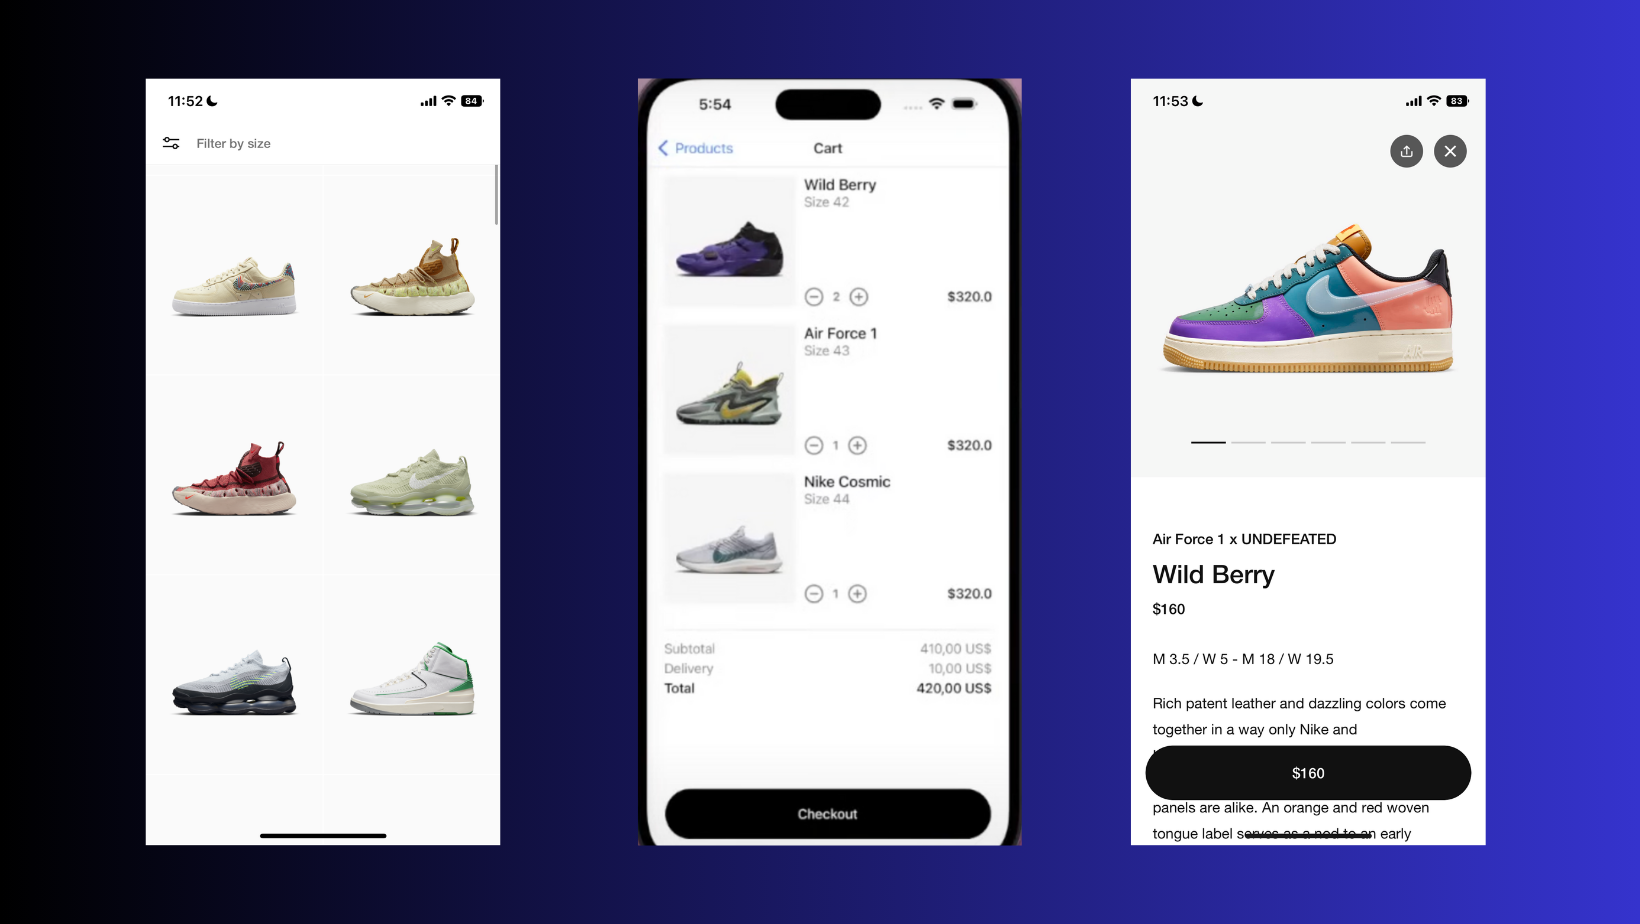 11:52
84
Filter by size
5:54
Products
Cart
Wild Berry
Size 42
2
$320.0
Air Force 1
Size 43
1
$320.0
Nike Cosmic
Size 44
1
$320.0
Subtotal 410,00 US$
Delivery 10,00 US$
Total 420,00 US$
Checkout
11:53
83
AIR
Air Force 1 x UNDEFEATED
Wild Berry
$160
M 3.5 / W 5 - M 18 / W 19.5
Rich patent leather and dazzling colors come
together in a way only Nike and
$160
panels are alike. An orange and red woven
tongue label serves as a nod to an early